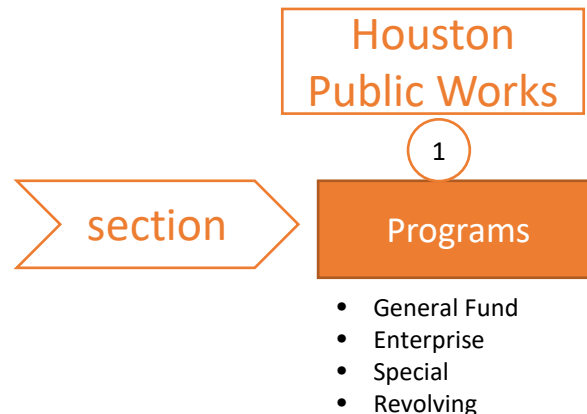 Houston
Public Works
1
section
Programs
• General Fund
• Enterprise
• Special
• Revolving